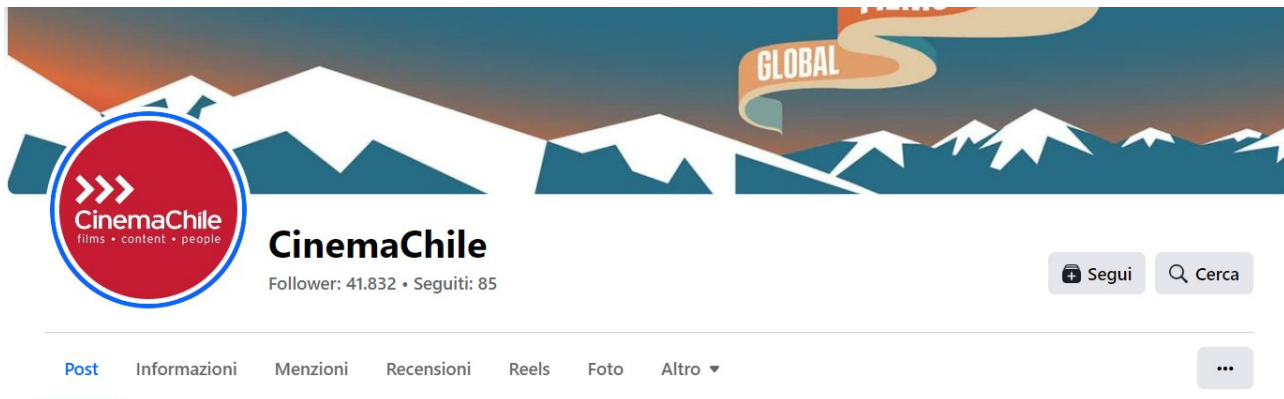 GLOBAL
>>>
CinemaChile
films • content • people
CinemaChile
Follower: 41.832 • Seguiti: 85
Segui
Cerca
Post Informazioni Menzioni Recensioni Reels Foto Altro